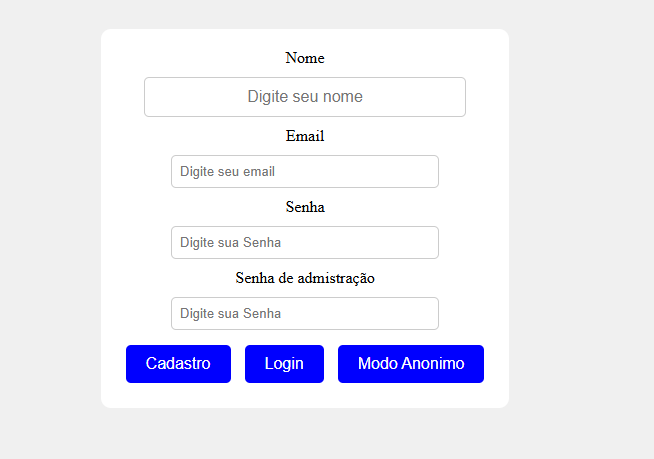 Nome
Digite seu nome
Email
Digite seu email
Senha
Digite sua Senha
Senha de admistração
Digite sua Senha
Cadastro Login Modo Anonimo